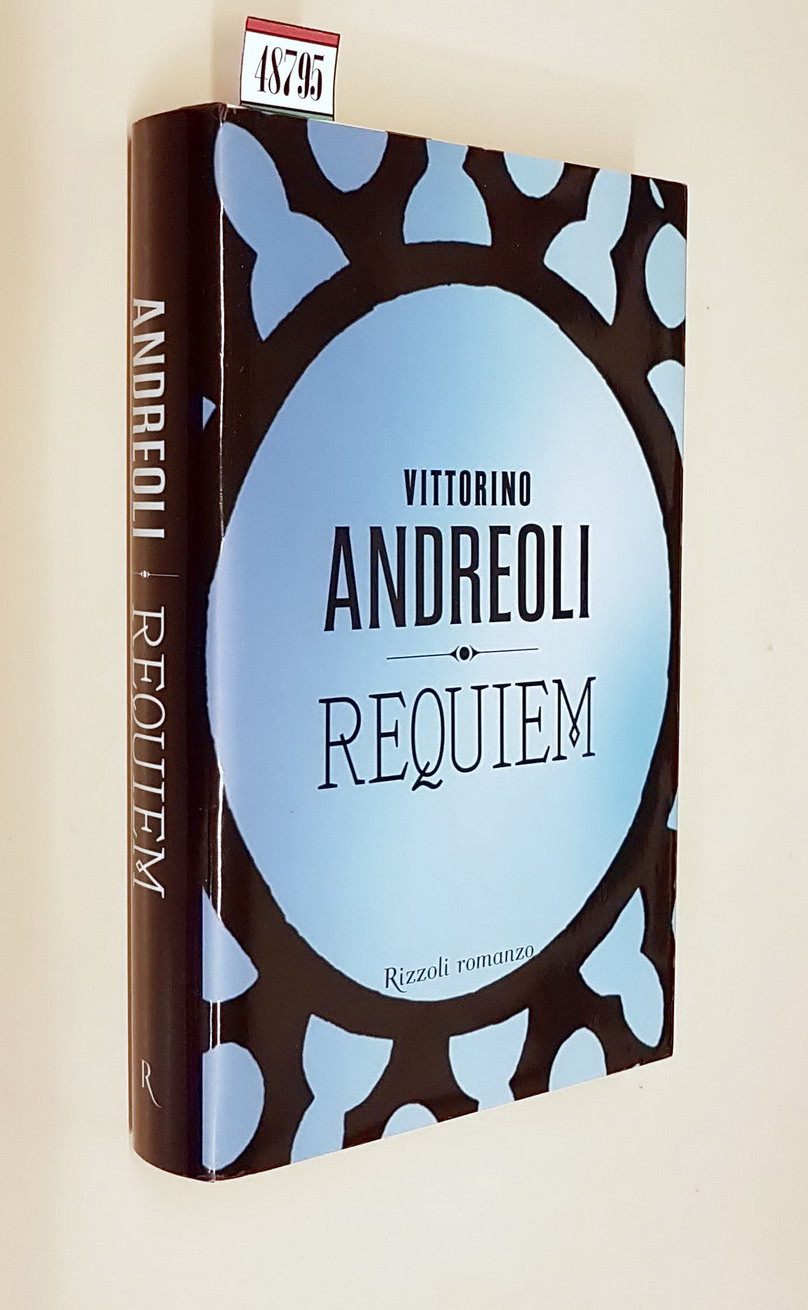 48795
ANDREOLI REQUIEM
R
VITTORINO
ANDREOLI
REQUIEM
Rizzoli romanzo